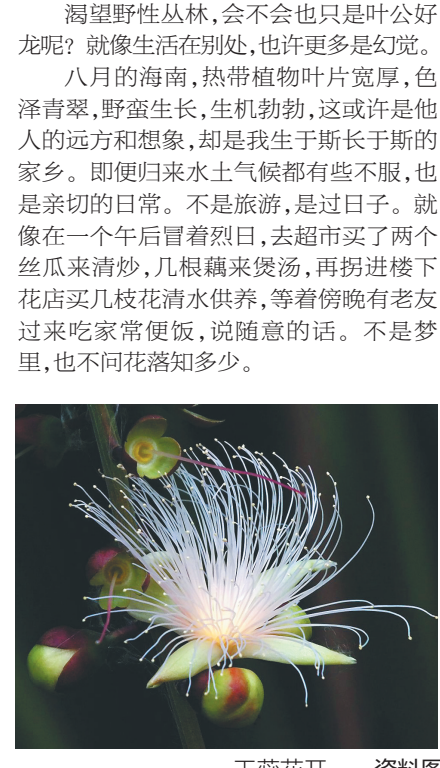 渴望野性丛林,会不会也只是叶公好
龙呢？就像生活在别处,也许更多是幻觉。
八月的海南,热带植物叶片宽厚,色
泽青翠,野蛮生长,生机勃勃,这或许是他
人的远方和想象,却是我生于斯长于斯的
家乡。即便归来水土气候都有些不服,也
是亲切的日常。不是旅游,是过日子。就
像在一个午后冒着烈日,去超市买了两个
丝瓜来清炒,几根藕来煲汤,再拐进楼下
花店买几枝花清水供养,等着傍晚有老友
过来吃家常便饭,说随意的话。不是梦
里,也不问花落知多少。
玉蕊花开 资料图